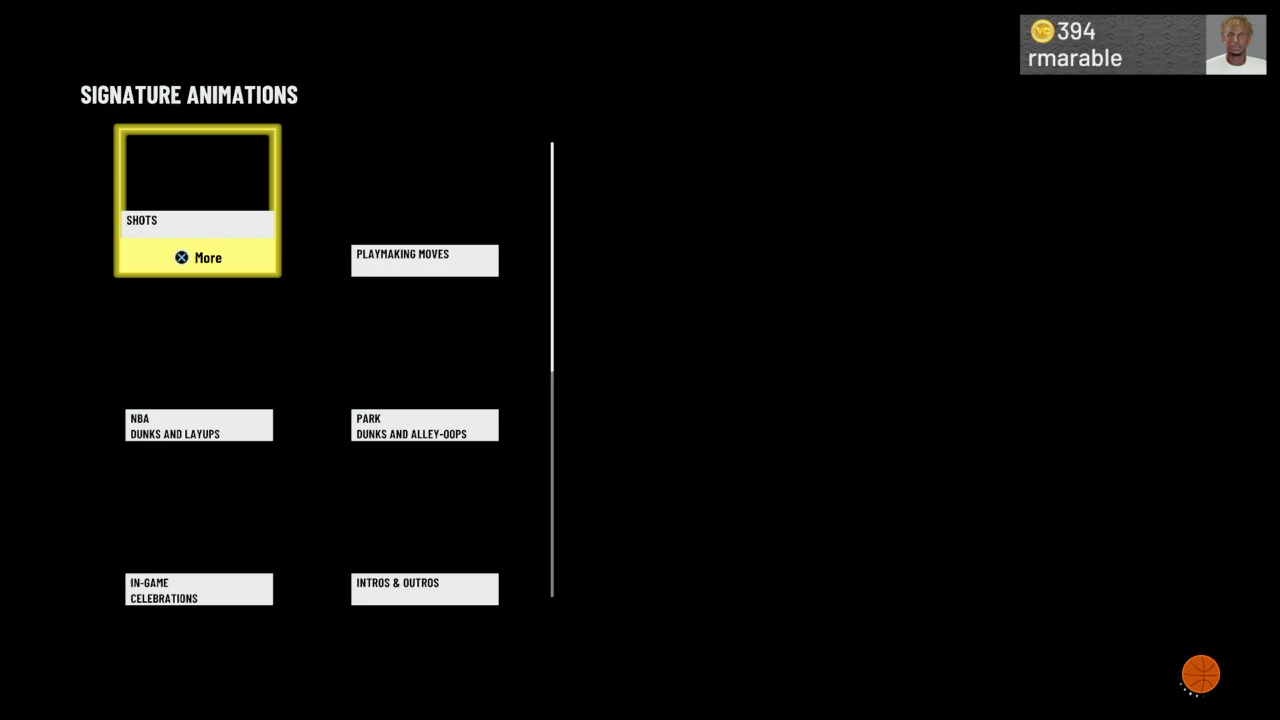 394
rmarable
SIGNATURE ANIMATIONS
SHOTS
More
PLAYMAKING MOVES
NBA
DUNKS AND LAYUPS
PARK
DUNKS AND ALLEY-OOPS
IN-GAME
CELEBRATIONS
INTROS & OUTROS